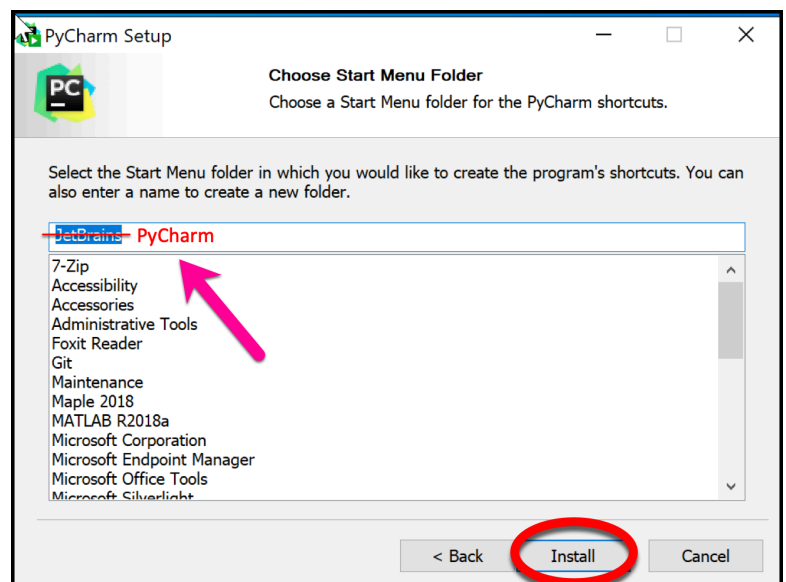 PyCharm Setup
PC
Choose Start Menu Folder
Choose a Start Menu folder for the PyCharm shortcuts.
Select the Start Menu folder in which you would like to create the program's shortcuts. You can
also enter a name to create a new folder.
JetBrains PyCharm
7-Zip
Accessibility
Accessories
Administrative Tools
Foxit Reader
Git
Maintenance
Maple 2018
MATLAB R2018a
Microsoft Corporation
Microsoft Endpoint Manager
Microsoft Office Tools
Microsoft Silverlight
< Back Install Cancel